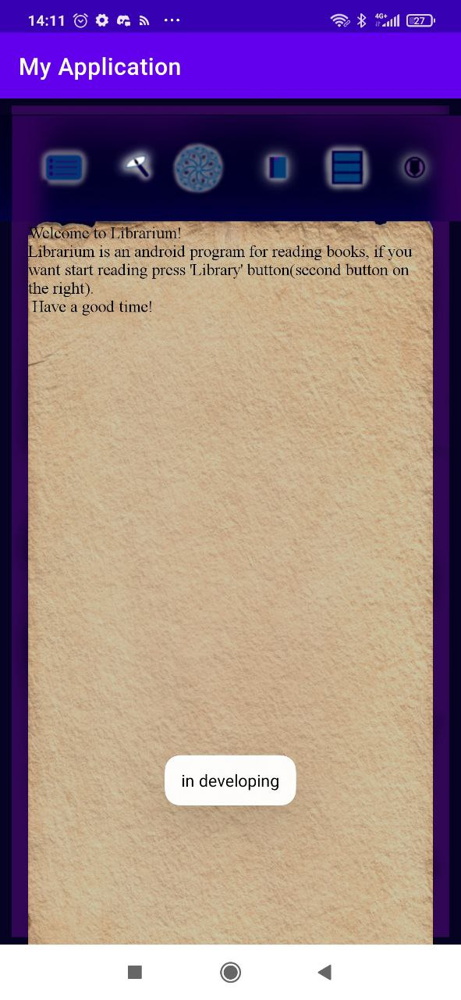 14:11
4G+
27
My Application
Welcome to Librarium!
Librarium is an android program for reading books, if you
want start reading press 'Library' button(second button on
the right).
Have a good time!
in developing